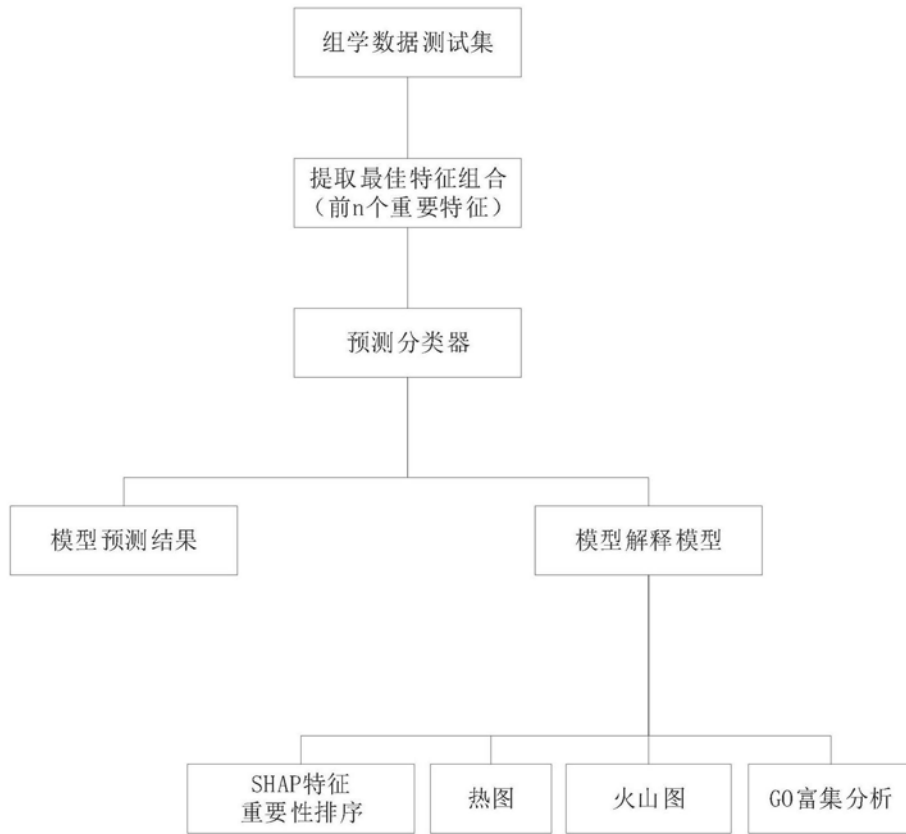 组学数据测试集
提取最佳特征组合
（前n个重要特征）
预测分类器
模型预测结果
模型解释模型
SHAP特征
重要性排序
热图
火山图
GO富集分析